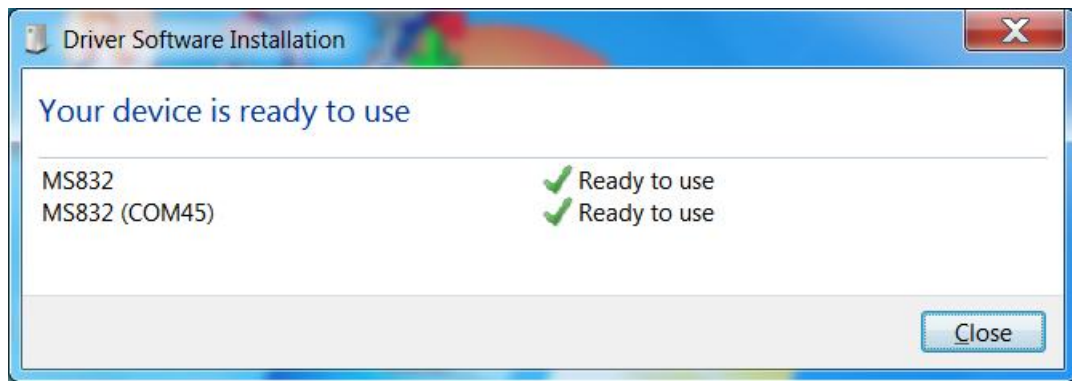 Driver Software Installation
Your device is ready to use
MS832 Ready to use
MS832 (COM45) Ready to use
Close